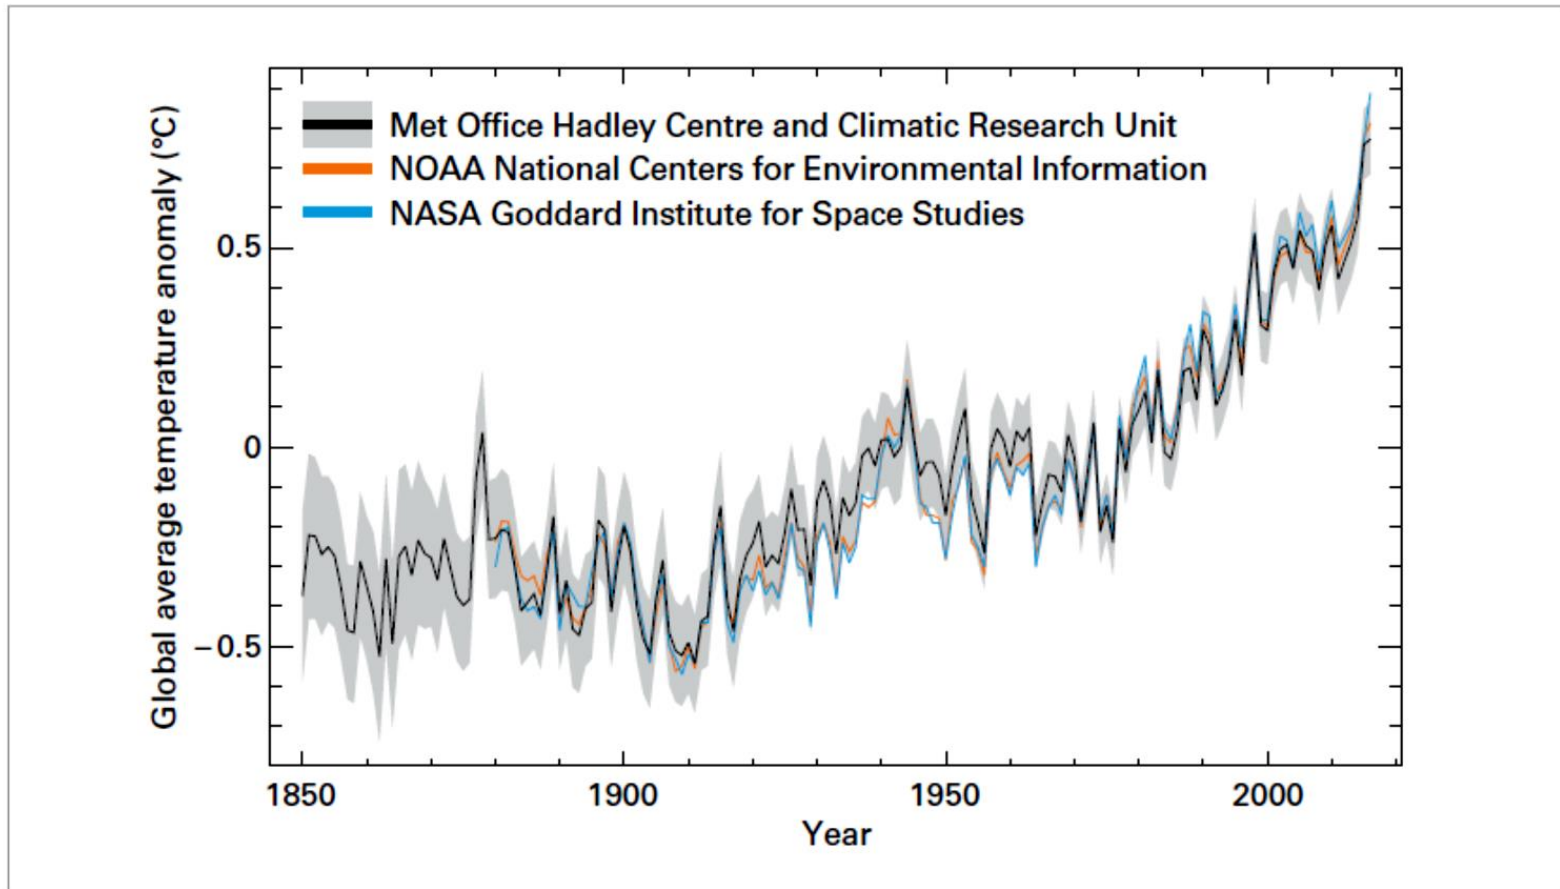 Global average temperature anomaly (°C)
Met Office Hadley Centre and Climatic Research Unit
NOAA National Centers for Environmental Information
NASA Goddard Institute for Space Studies
0.5
0
−0.5
1850
1900
1950
2000
Year